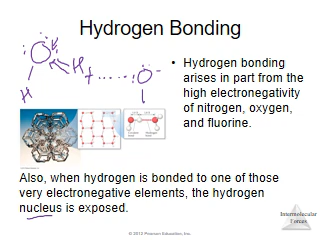 Hydrogen Bonding
O
H
+
O
-
H
• Hydrogen bonding
arises in part from the
high electronegativity
of nitrogen, oxygen,
and fluorine.
Also, when hydrogen is bonded to one of those
very electronegative elements, the hydrogen
nucleus is exposed.
Intermolecular
Forces
© 2012 Pearson Education, Inc.